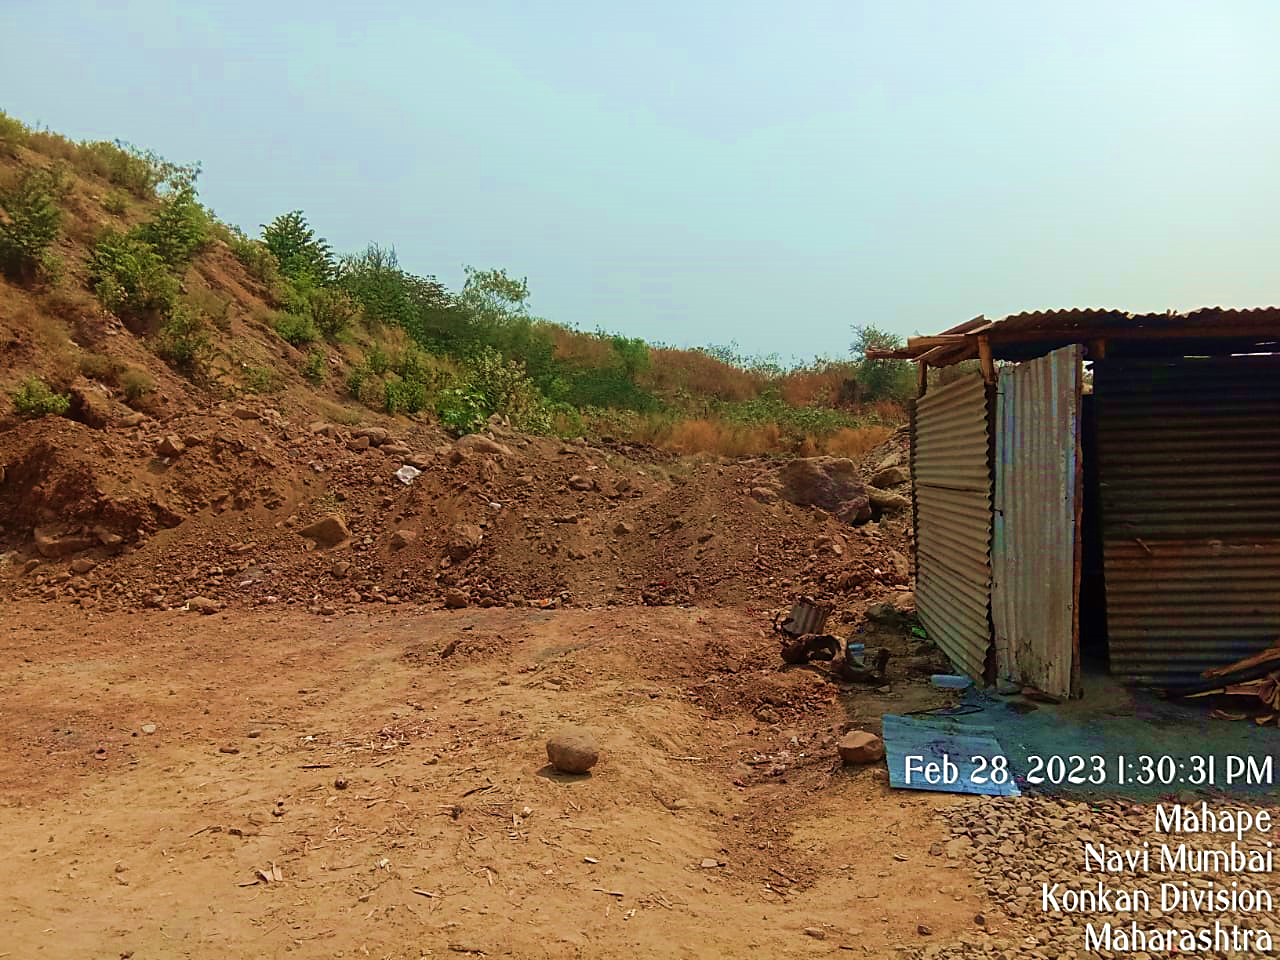 Feb 28, 2023 1:30:31 PM
Mahape
Navi Mumbai
Konkan Division
Maharashtra